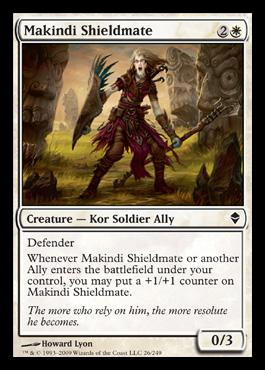 Makindi Shieldmate 2
Creature — Kor Soldier Ally
Defender
Whenever Makindi Shieldmate or another
Ally enters the battlefield under your
control, you may put a +1/+1 counter on
Makindi Shieldmate.
The more who rely on him, the more resolute
he becomes.
Howard Lyon
™ & © 1993–2009 Wizards of the Coast LLC 26/249
0/3